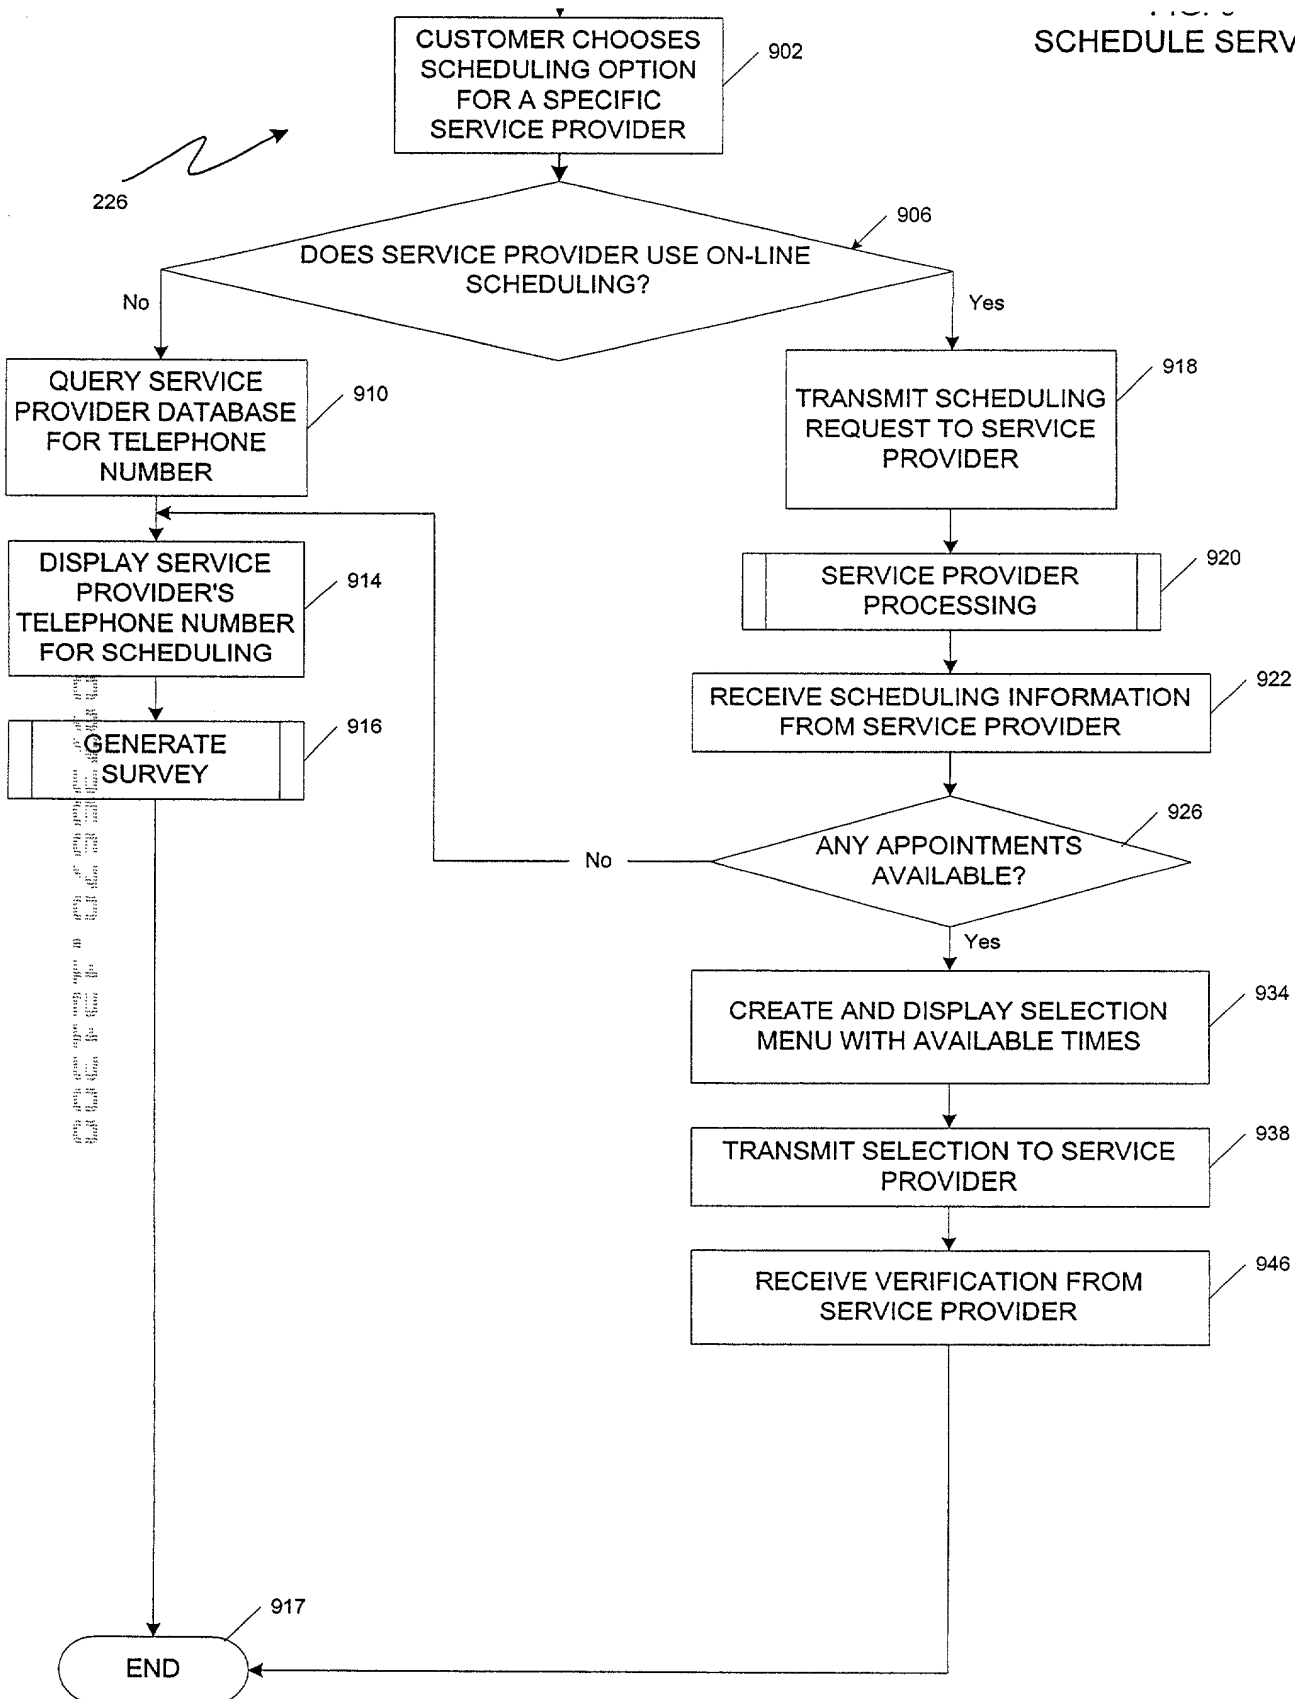 SCHEDULE SERV
CUSTOMER CHOOSES
SCHEDULING OPTION
FOR A SPECIFIC
SERVICE PROVIDER
902
226
906
DOES SERVICE PROVIDER USE ON-LINE
SCHEDULING?
No
Yes
QUERY SERVICE
PROVIDER DATABASE
FOR TELEPHONE
NUMBER
910
TRANSMIT SCHEDULING
REQUEST TO SERVICE
PROVIDER
918
DISPLAY SERVICE
PROVIDER'S
TELEPHONE NUMBER
FOR SCHEDULING
914
SERVICE PROVIDER
PROCESSING
920
RECEIVE SCHEDULING INFORMATION
FROM SERVICE PROVIDER
922
GENERATE
SURVEY
916
ANY APPOINTMENTS
AVAILABLE?
926
No
Yes
CREATE AND DISPLAY SELECTION
MENU WITH AVAILABLE TIMES
934
TRANSMIT SELECTION TO SERVICE
PROVIDER
938
RECEIVE VERIFICATION FROM
SERVICE PROVIDER
946
917
END